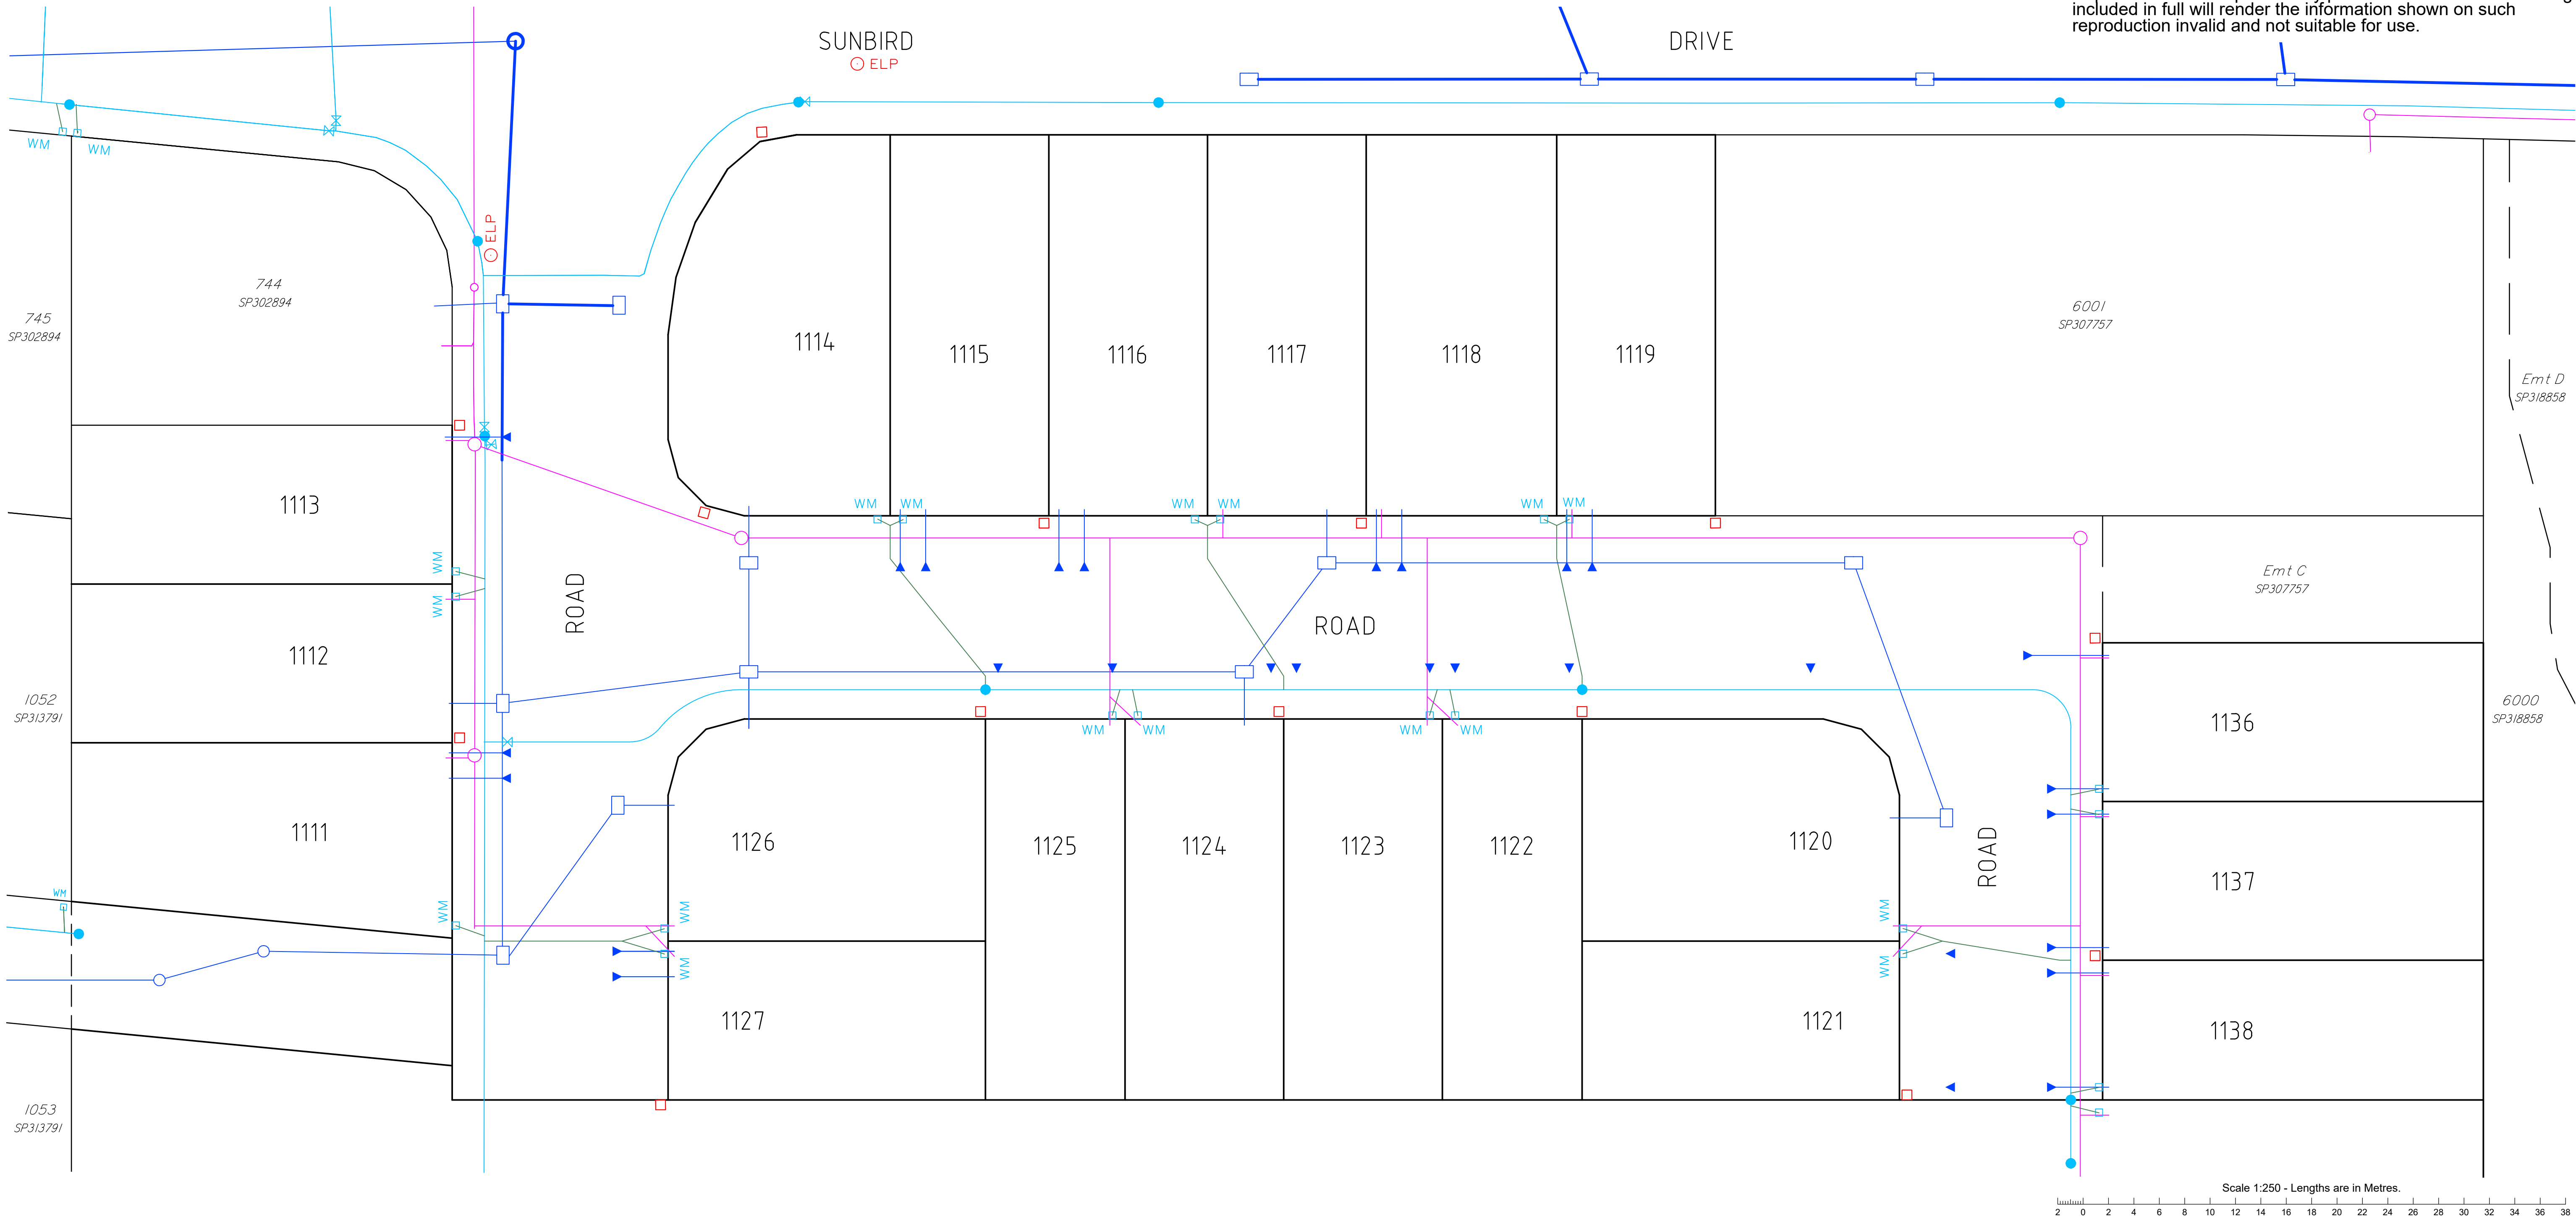 included in full will render the information shown on such
reproduction invalid and not suitable for use.
SUNBIRD DRIVE
ELP
WM
WM
ELP
744
SP302894
745
SP302894
1114
1115
1116
1117
1118
1119
6001
SP307757
Emt D
SP318858
1113
WM WM
WM WM
WM WM
WM
WM
ROAD
ROAD
Emt C
SP307757
1112
1052
SP313791
6000
SP318858
WM WM
WM WM
1136
1111
1126
1125
1124
1123
1122
1120
ROAD
1137
WM
WM
WM
WM
WM
WM
1127
1121
1138
1053
SP313791
Scale 1:250 - Lengths are in Metres.
2 0 2 4 6 8 10 12 14 16 18 20 22 24 26 28 30 32 34 36 38